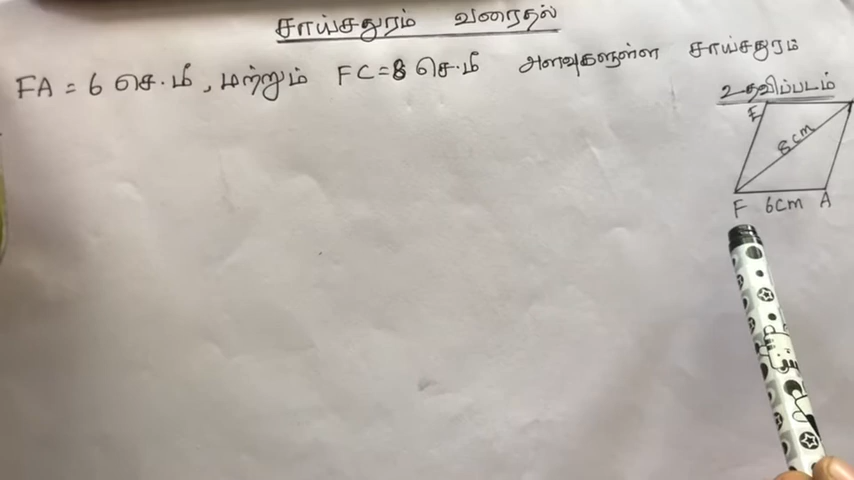 சாய்சதுரம் வரைதல்
FA = 6 செ.மீ, மற்றும் FC=8 செ.மீ அளவுகளுள்ள சாய்சதுரம்
உதவிப்படம்
E
8cm
F 6cm A